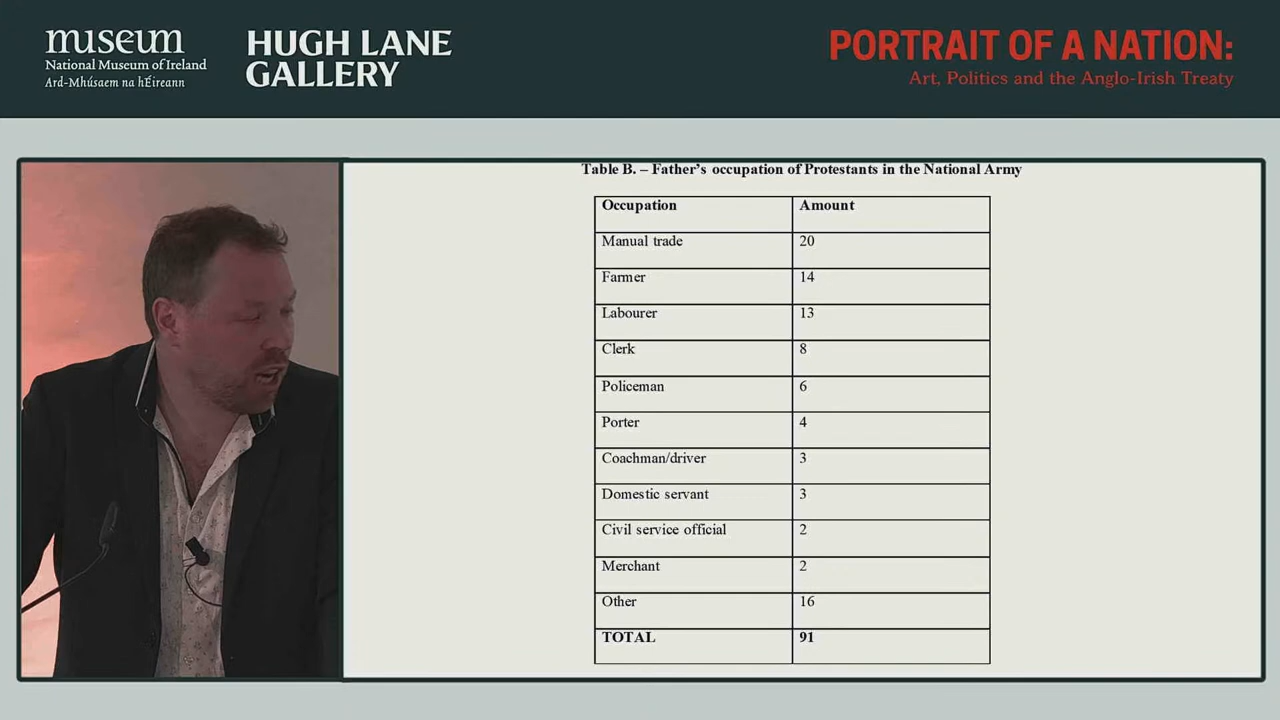 museum
National Museum of Ireland
Ard-Mhúsaem na hÉireann
HUGH LANE
GALLERY
PORTRAIT OF A NATION:
Art, Politics and the Anglo-Irish Treaty
Table B. – Father's occupation of Protestants in the National Army
Occupation Amount
Manual trade 20
Farmer 14
Labourer 13
Clerk 8
Policeman 6
Porter 4
Coachman/driver 3
Domestic servant 3
Civil service official 2
Merchant 2
Other 16
TOTAL 91